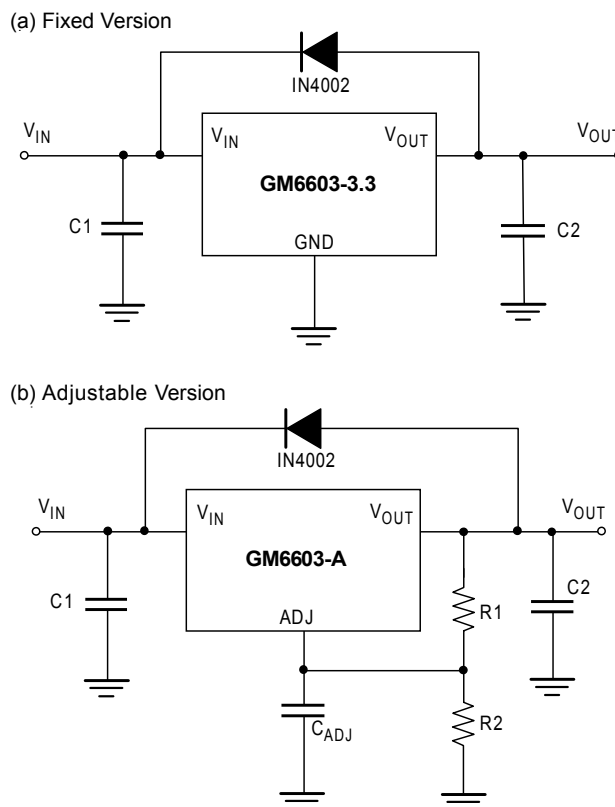 (a) Fixed Version
IN4002
VIN
VIN
VOUT
VOUT
GM6603-3.3
C1
GND
C2
(b) Adjustable Version
IN4002
VIN
VIN
VOUT
VOUT
GM6603-A
C1
ADJ
R1
C2
CADJ
R2